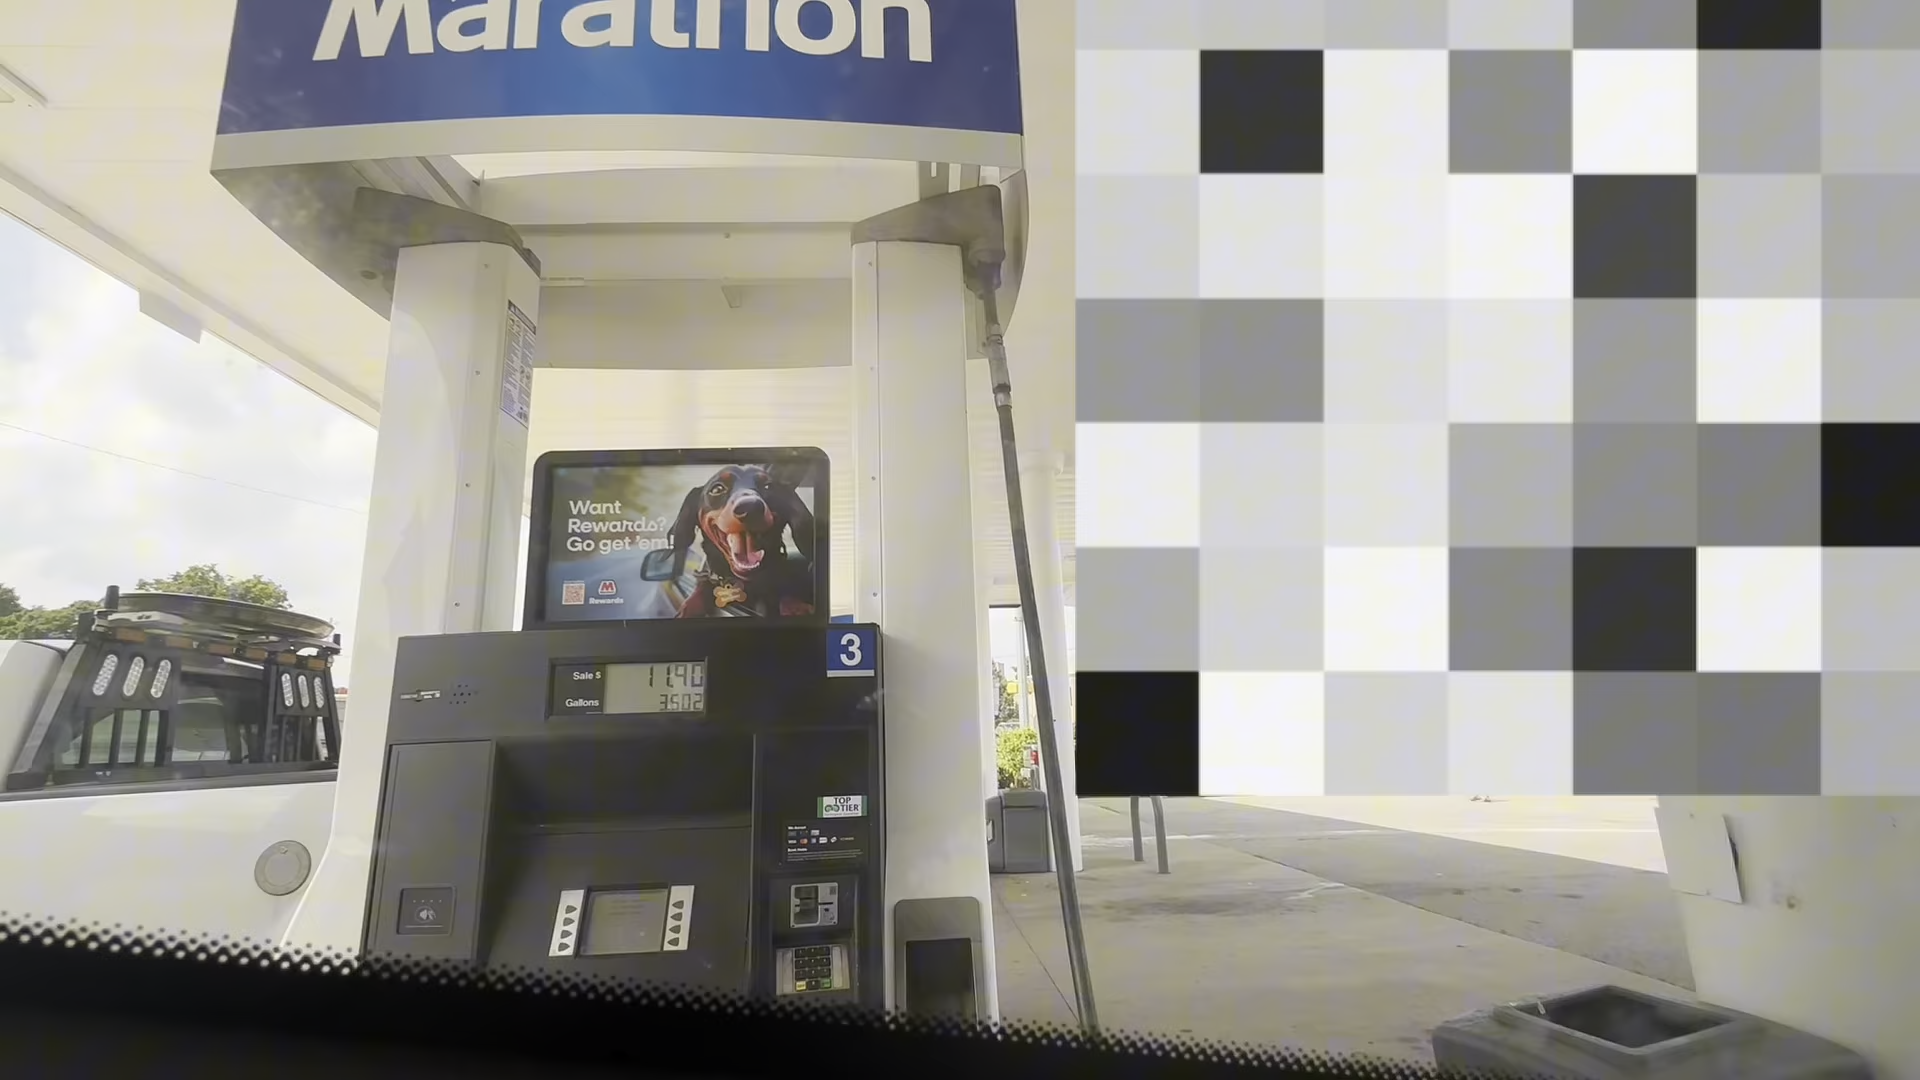 Marathon
Want
Rewards?
Go get 'em!
M
Rewards
3
Sale $ 11.90
Gallons 3.502
TOP
TIER